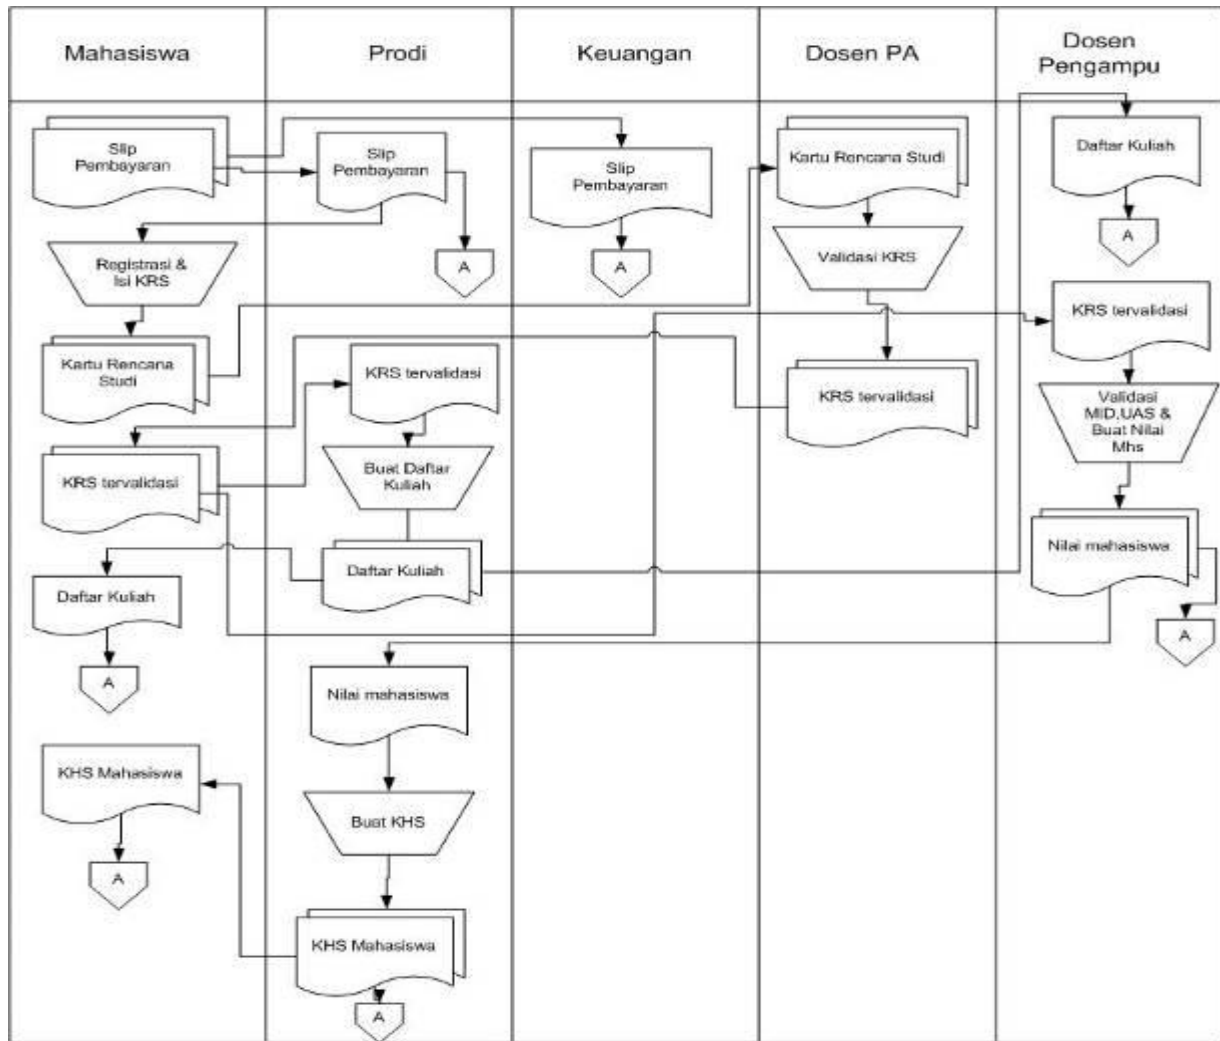 Mahasiswa
Prodi
Keuangan
Dosen PA
Dosen
Pengampu
Slip
Pembayaran
Slip
Pembayaran
Slip
Pembayaran
Kartu Rencana Studi
Daftar Kuliah
A
A
A
Registrasi &
Isi KRS
Validasi KRS
KRS tervalidasi
Kartu Rencana
Studi
KRS tervalidasi
KRS tervalidasi
Validasi
MID,UAS &
Buat Nilai
Mhs
KRS tervalidasi
Buat Daftar
Kuliah
Nilai mahasiswa
Daftar Kuliah
Daftar Kuliah
A
A
Nilai mahasiswa
KHS Mahasiswa
Buat KHS
A
KHS Mahasiswa
A